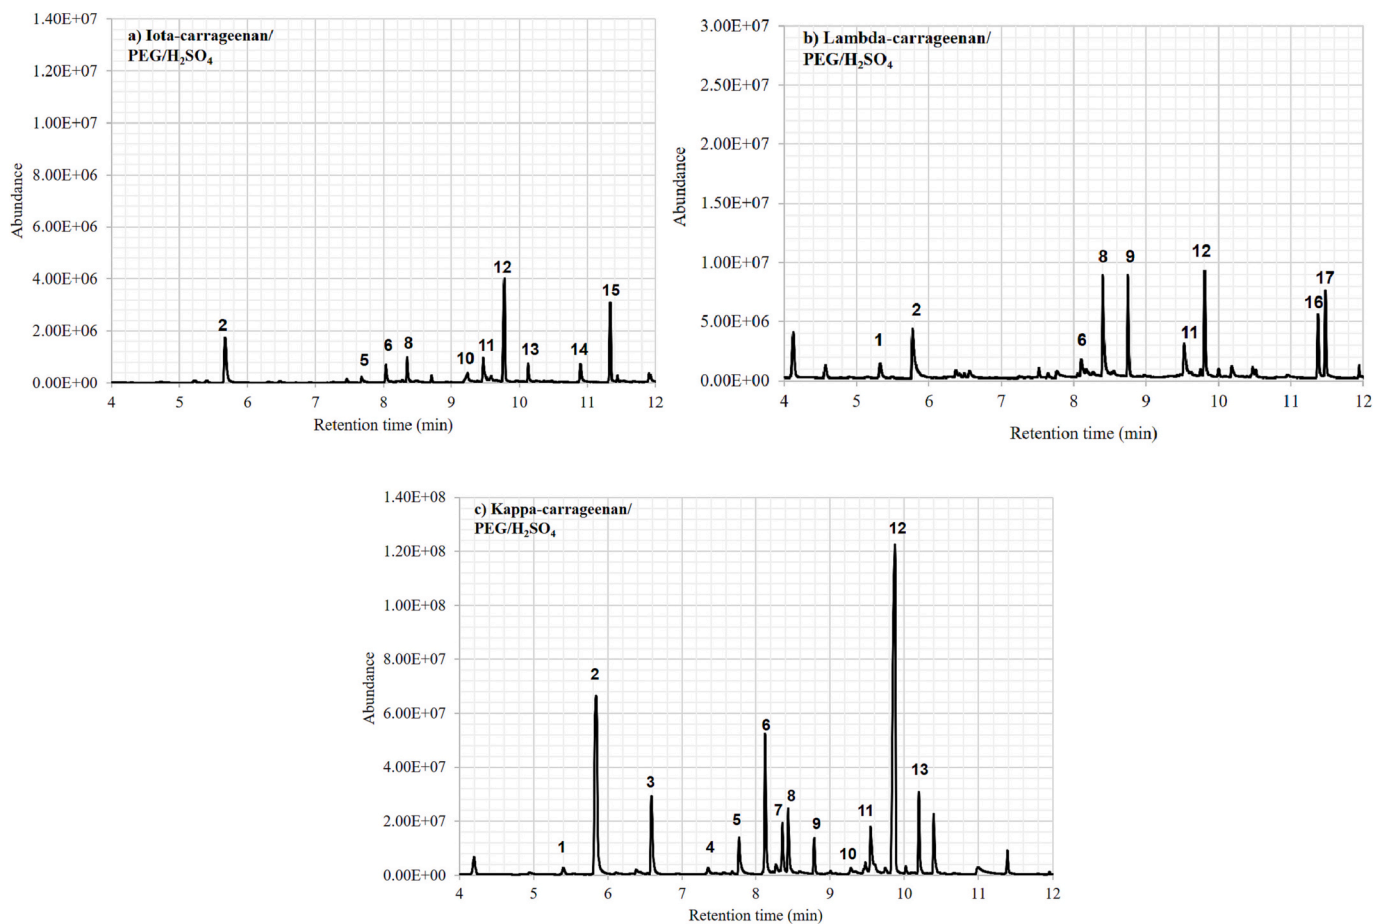 a) Iota-carrageenan/
PEG/H₂SO₄
1.40E+07
1.20E+07
1.00E+07
8.00E+06
6.00E+06
4.00E+06
2.00E+06
0.00E+00
Abundance
2
5
6
8
10
11
12
13
14
15
4 5 6 7 8 9 10 11 12
Retention time (min)
b) Lambda-carrageenan/
PEG/H₂SO₄
3.00E+07
2.50E+07
2.00E+07
1.50E+07
1.00E+07
5.00E+06
0.00E+00
Abundance
1
2
6
8
9
11
12
16
17
4 5 6 7 8 9 10 11 12
Retention time (min)
c) Kappa-carrageenan/
PEG/H₂SO₄
1.40E+08
1.20E+08
1.00E+08
8.00E+07
6.00E+07
4.00E+07
2.00E+07
0.00E+00
Abundance
1
2
3
4
5
6
7
8
9
10
11
12
13
4 5 6 7 8 9 10 11 12
Retention time (min)